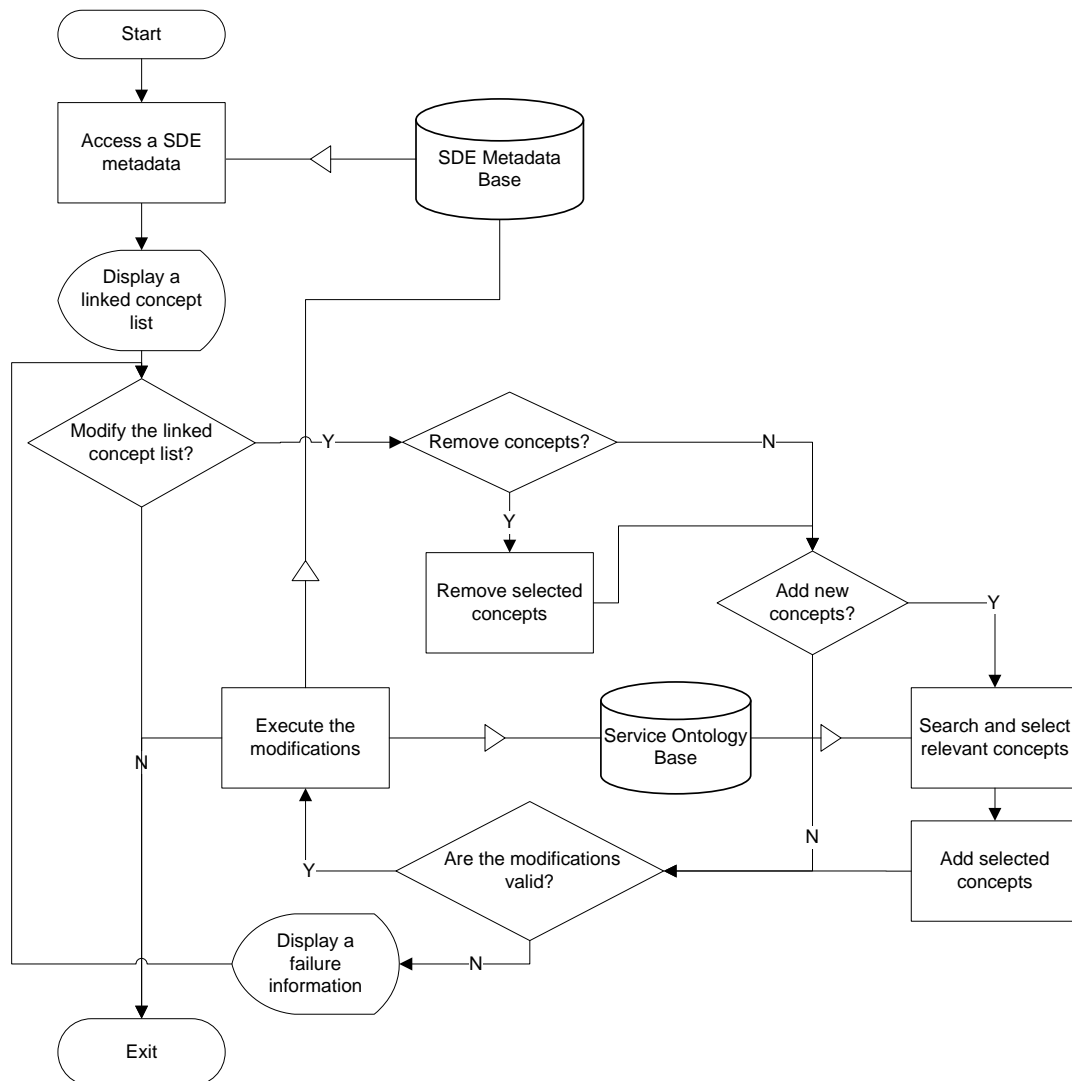 Start
Access a SDE
metadata
SDE Metadata
Base
Display a
linked concept
list
Modify the linked
concept list?
Y
Remove concepts?
N
Y
Remove selected
concepts
Add new
concepts?
Y
Execute the
modifications
Service Ontology
Base
Search and select
relevant concepts
N
N
Are the modifications
valid?
Y
Add selected
concepts
Display a
failure
information
N
Exit